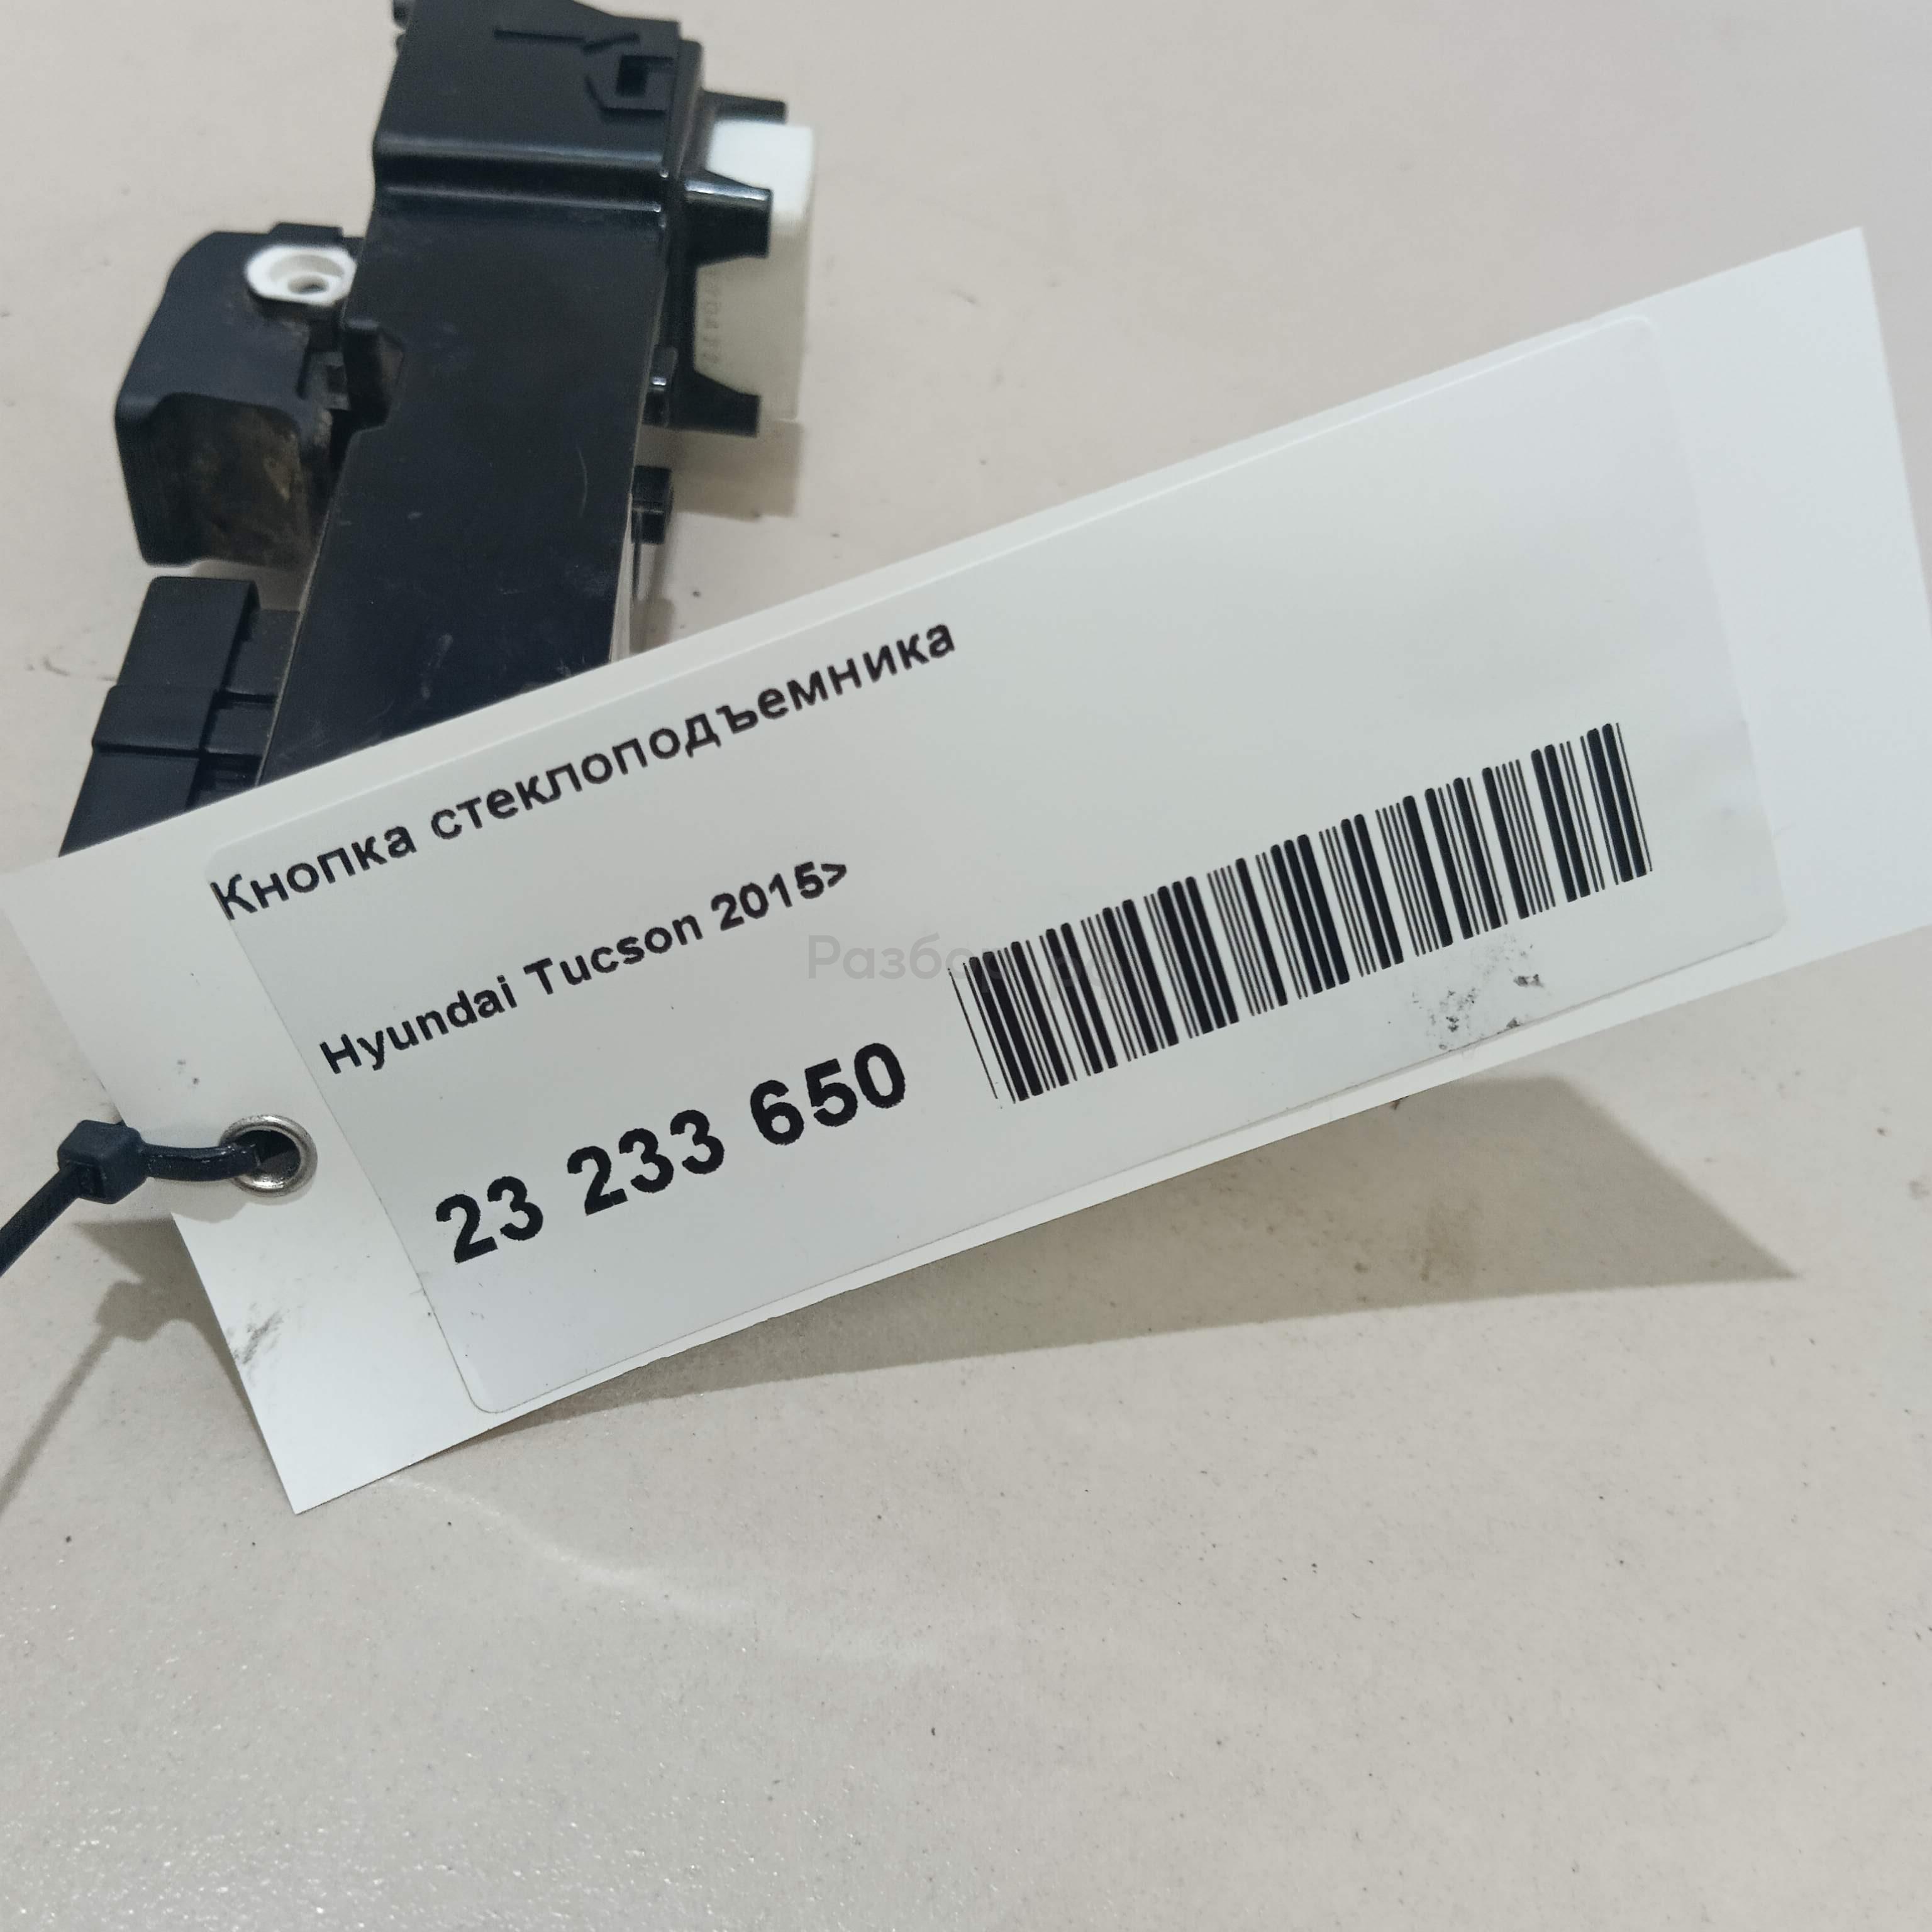 Кнопка стеклоподъемника
Hyundai Tucson 2015>
23 233 650